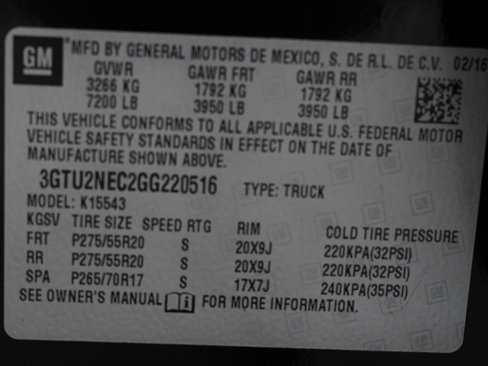 GM
MFD BY GENERAL MOTORS DE MEXICO, S. DE R.L. DE C.V. 02/16
GVWR GAWR FRT GAWR RR
3266 KG 1792 KG 1792 KG
7200 LB 3950 LB 3950 LB
THIS VEHICLE CONFORMS TO ALL APPLICABLE U.S. FEDERAL MOTOR
VEHICLE SAFETY STANDARDS IN EFFECT ON THE DATE OF
MANUFACTURE SHOWN ABOVE.
3GTU2NEC2GG220516 TYPE: TRUCK
MODEL: K15543
KGSV TIRE SIZE SPEED RTG RIM COLD TIRE PRESSURE
FRT P275/55R20 S 20X9J 220KPA(32PSI)
RR P275/55R20 S 20X9J 220KPA(32PSI)
SPA P265/70R17 S 17X7J 240KPA(35PSI)
SEE OWNER'S MANUAL FOR MORE INFORMATION.